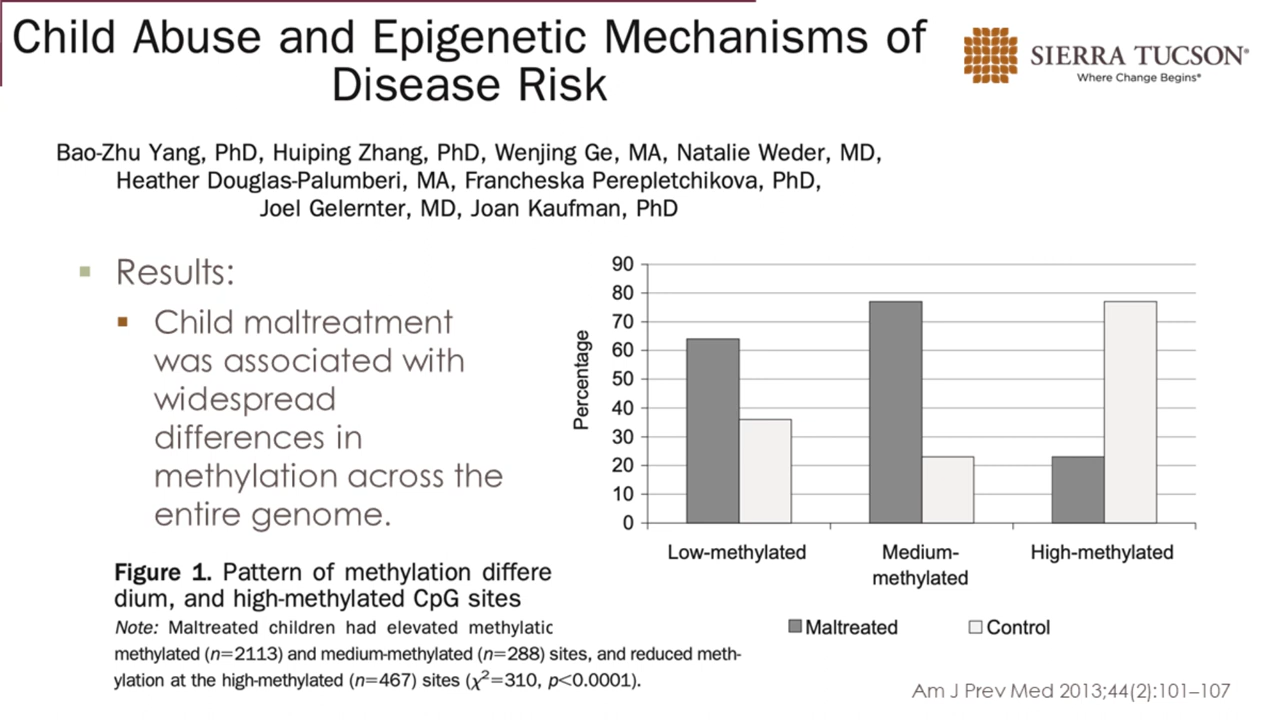 Child Abuse and Epigenetic Mechanisms of
Disease Risk
SIERRA TUCSON®
Where Change Begins®
Bao-Zhu Yang, PhD, Huiping Zhang, PhD, Wenjing Ge, MA, Natalie Weder, MD,
Heather Douglas-Palumberi, MA, Francheska Perepletchikova, PhD,
Joel Gelernter, MD, Joan Kaufman, PhD
Results:
Child maltreatment
was associated with
widespread
differences in
methylation across the
entire genome.
Percentage
90
80
70
60
50
40
30
20
10
0
Low-methylated
Medium-
methylated
High-methylated
Maltreated
Control
Figure 1. Pattern of methylation differe
dium, and high-methylated CpG sites
Note: Maltreated children had elevated methylatic
methylated (n=2113) and medium-methylated (n=288) sites, and reduced meth-
ylation at the high-methylated (n=467) sites (χ²=310, p<0.0001).
Am J Prev Med 2013;44(2):101–107